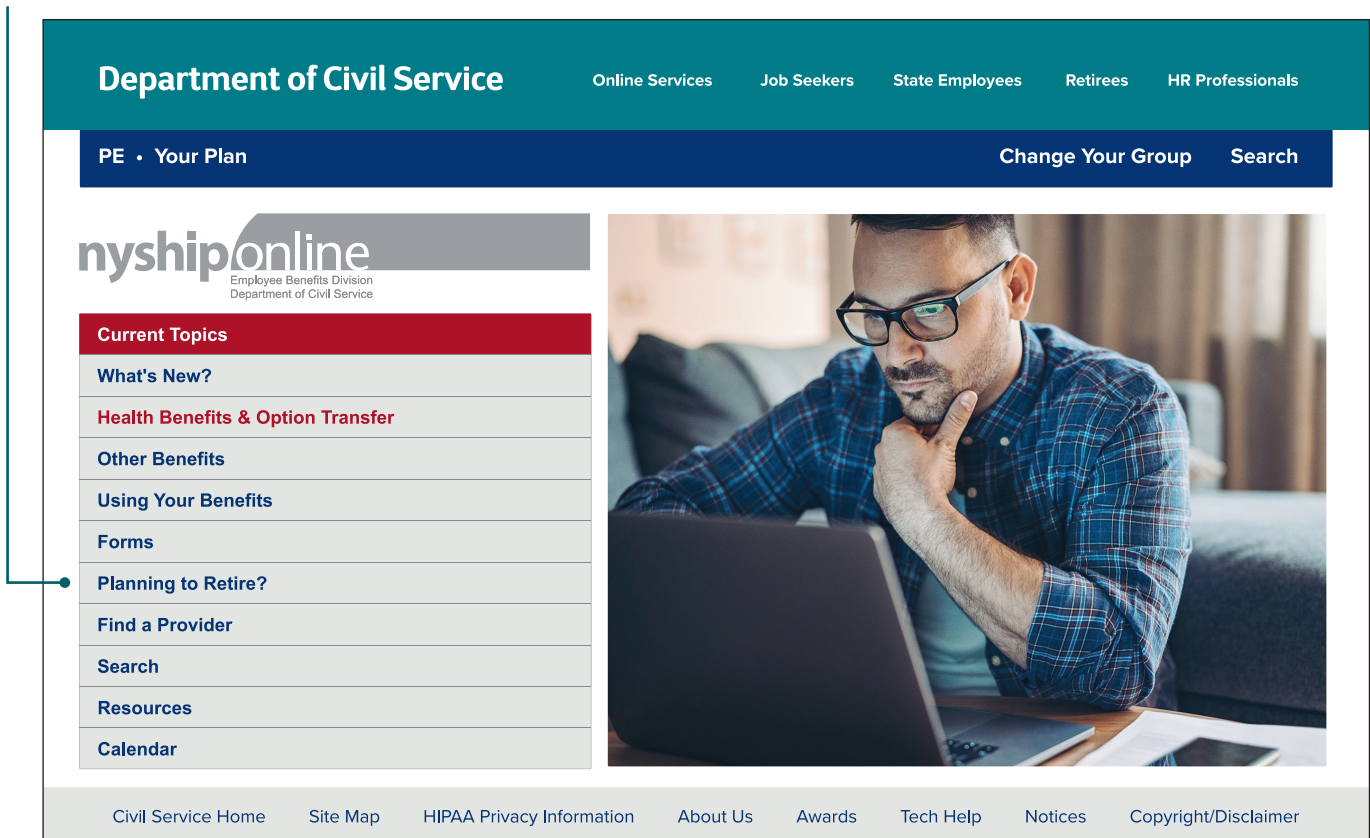 Department of Civil Service
Online Services Job Seekers State Employees Retirees HR Professionals
PE • Your Plan
Change Your Group Search
nyshiponline
Employee Benefits Division
Department of Civil Service
Current Topics
What's New?
Health Benefits & Option Transfer
Other Benefits
Using Your Benefits
Forms
Planning to Retire?
Find a Provider
Search
Resources
Calendar
Civil Service Home Site Map HIPAA Privacy Information About Us Awards Tech Help Notices Copyright/Disclaimer